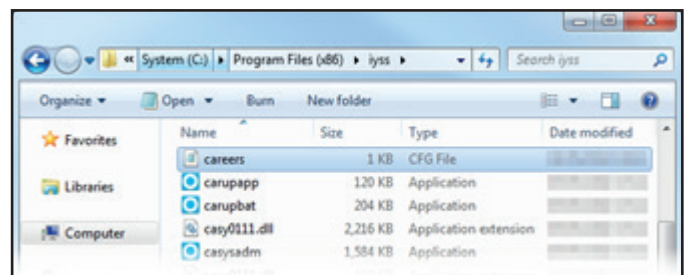 « System (C:) ▸ Program Files (x86) ▸ iyss ▸ Search iyss
Organize Open Burn New folder
Favorites
Libraries
Computer
Name Size Type Date modified
careers 1 KB CFG File
carupapp 120 KB Application
carupbat 204 KB Application
casy0111.dll 2,216 KB Application extension
casysadm 1,584 KB Application